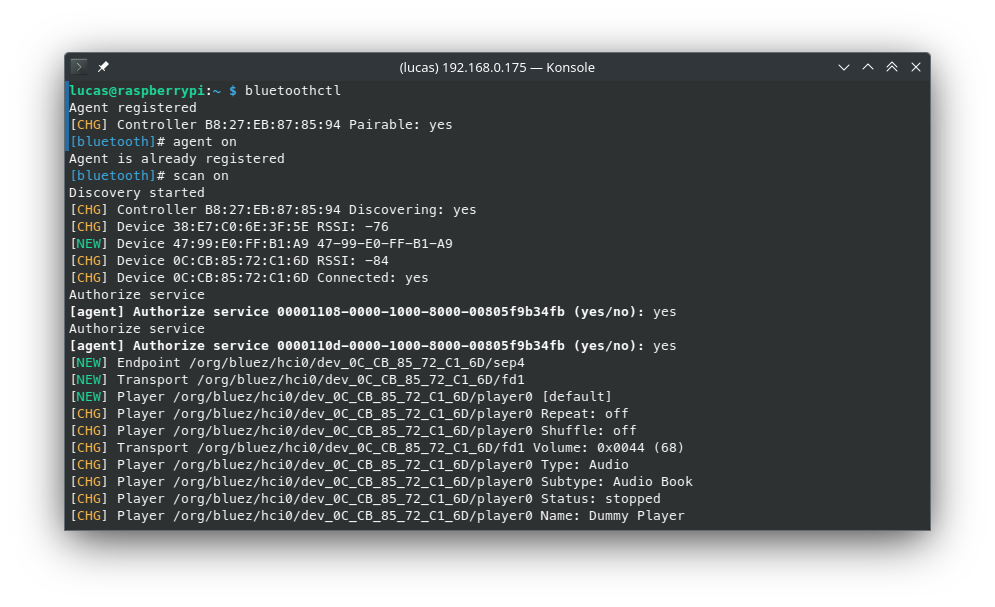 (lucas) 192.168.0.175 — Konsole
lucas@raspberrypi:~ $ bluetoothctl
Agent registered
[CHG] Controller B8:27:EB:87:85:94 Pairable: yes
[bluetooth]# agent on
Agent is already registered
[bluetooth]# scan on
Discovery started
[CHG] Controller B8:27:EB:87:85:94 Discovering: yes
[CHG] Device 38:E7:C0:6E:3F:5E RSSI: -76
[NEW] Device 47:99:E0:FF:B1:A9 47-99-E0-FF-B1-A9
[CHG] Device 0C:CB:85:72:C1:6D RSSI: -84
[CHG] Device 0C:CB:85:72:C1:6D Connected: yes
Authorize service
[agent] Authorize service 00001108-0000-1000-8000-00805f9b34fb (yes/no): yes
Authorize service
[agent] Authorize service 0000110d-0000-1000-8000-00805f9b34fb (yes/no): yes
[NEW] Endpoint /org/bluez/hci0/dev_0C_CB_85_72_C1_6D/sep4
[NEW] Transport /org/bluez/hci0/dev_0C_CB_85_72_C1_6D/fd1
[NEW] Player /org/bluez/hci0/dev_0C_CB_85_72_C1_6D/player0 [default]
[CHG] Player /org/bluez/hci0/dev_0C_CB_85_72_C1_6D/player0 Repeat: off
[CHG] Player /org/bluez/hci0/dev_0C_CB_85_72_C1_6D/player0 Shuffle: off
[CHG] Transport /org/bluez/hci0/dev_0C_CB_85_72_C1_6D/fd1 Volume: 0x0044 (68)
[CHG] Player /org/bluez/hci0/dev_0C_CB_85_72_C1_6D/player0 Type: Audio
[CHG] Player /org/bluez/hci0/dev_0C_CB_85_72_C1_6D/player0 Subtype: Audio Book
[CHG] Player /org/bluez/hci0/dev_0C_CB_85_72_C1_6D/player0 Status: stopped
[CHG] Player /org/bluez/hci0/dev_0C_CB_85_72_C1_6D/player0 Name: Dummy Player